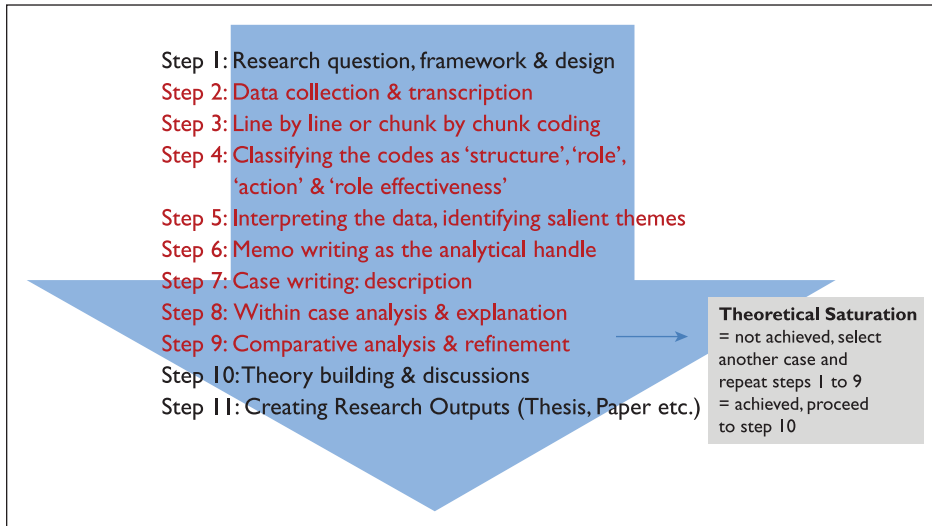 Step 1: Research question, framework & design
Step 2: Data collection & transcription
Step 3: Line by line or chunk by chunk coding
Step 4: Classifying the codes as ‘structure’, ‘role’,
‘action’ & ‘role effectiveness’
Step 5: Interpreting the data, identifying salient themes
Step 6: Memo writing as the analytical handle
Step 7: Case writing: description
Step 8: Within case analysis & explanation
Step 9: Comparative analysis & refinement
Step 10: Theory building & discussions
Step 11: Creating Research Outputs (Thesis, Paper etc.)
Theoretical Saturation
= not achieved, select
another case and
repeat steps 1 to 9
= achieved, proceed
to step 10